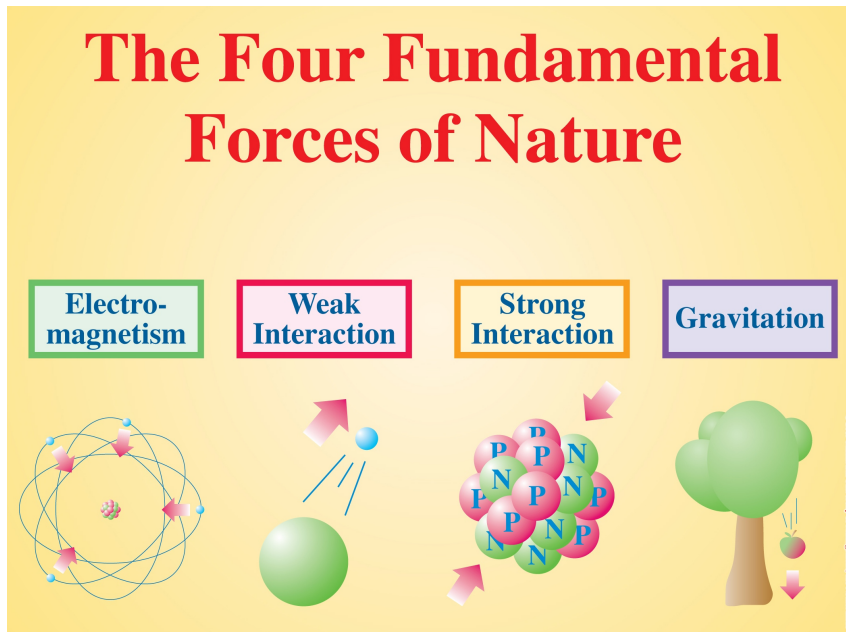 The Four Fundamental
Forces of Nature
Electro-
magnetism
Weak
Interaction
Strong
Interaction
Gravitation
P
P
P
N
N
N
P
P
P
P
N
N
P
N